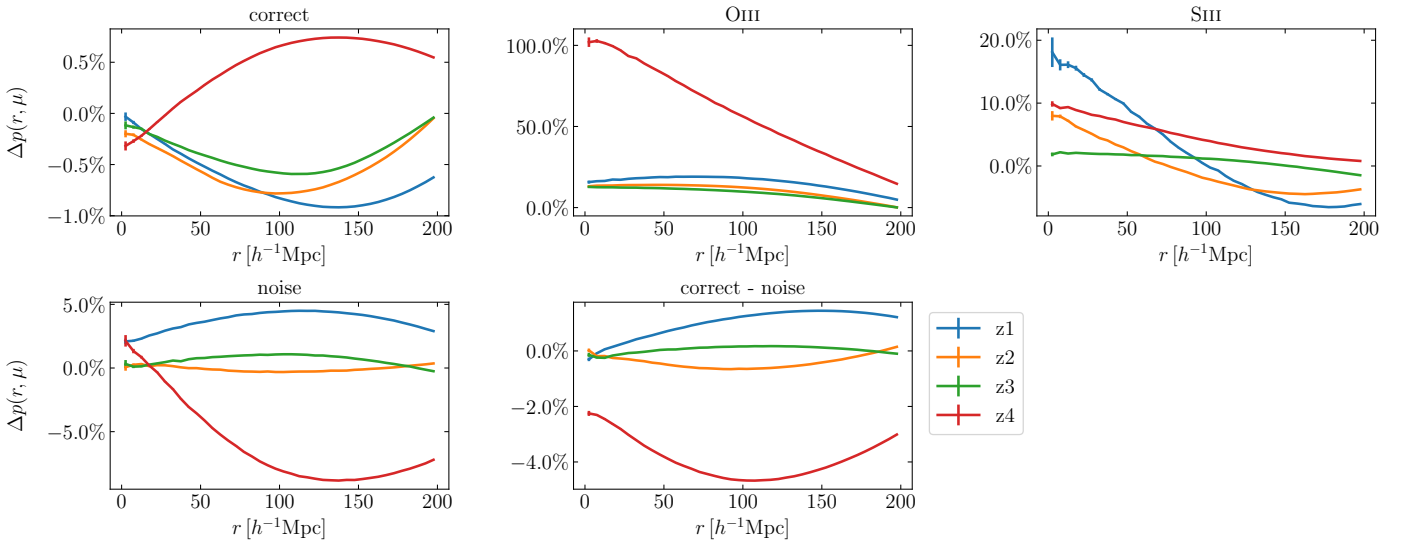 correct
0.5%
0.0%
−0.5%
−1.0%
Δp(r, μ)
0 50 100 150 200
r [h⁻¹Mpc]
OIII
100.0%
50.0%
0.0%
0 50 100 150 200
r [h⁻¹Mpc]
SIII
20.0%
10.0%
0.0%
0 50 100 150 200
r [h⁻¹Mpc]
noise
5.0%
0.0%
−5.0%
Δp(r, μ)
0 50 100 150 200
r [h⁻¹Mpc]
correct - noise
0.0%
−2.0%
−4.0%
0 50 100 150 200
r [h⁻¹Mpc]
z1
z2
z3
z4